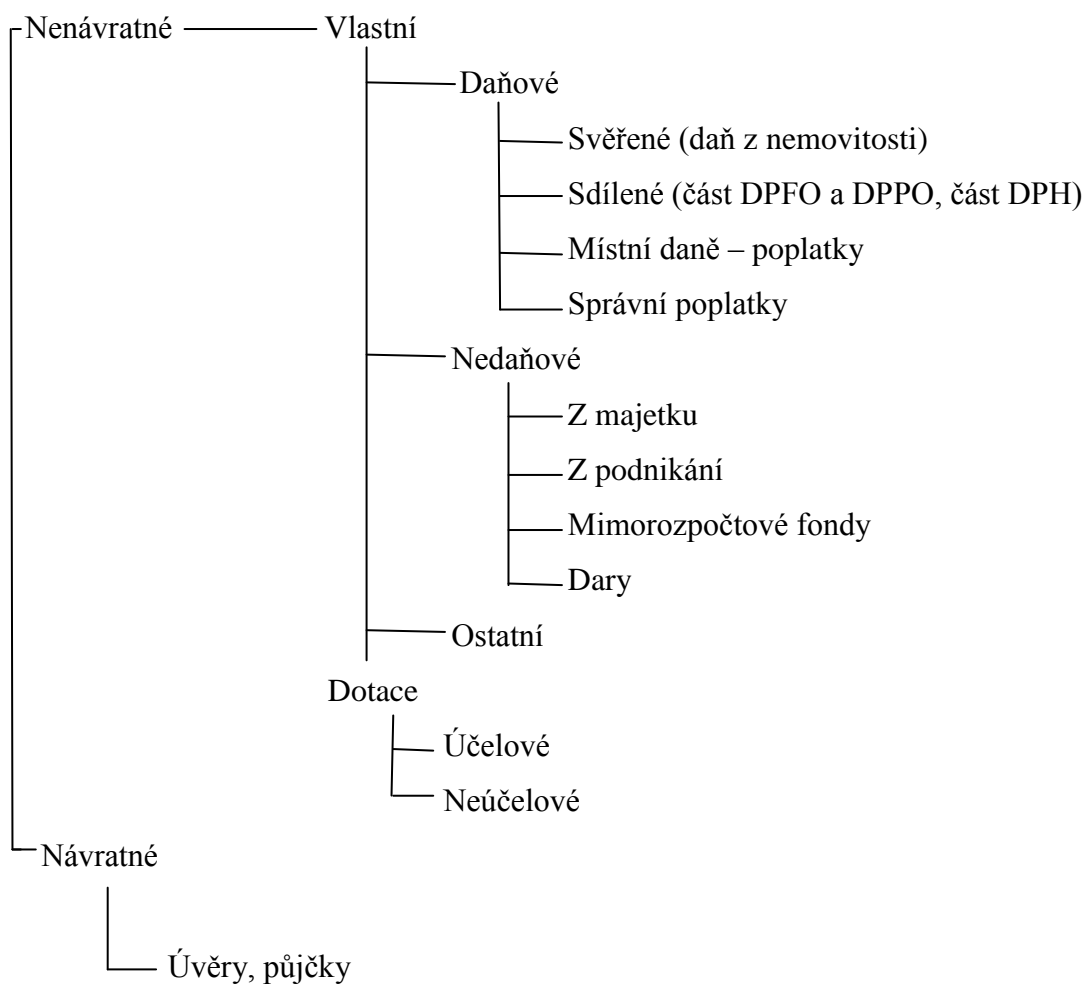 Nenávratné
Vlastní
Daňové
Svěřené (daň z nemovitosti)
Sdílené (část DPFO a DPPO, část DPH)
Místní daně – poplatky
Správní poplatky
Nedaňové
Z majetku
Z podnikání
Mimorozpočtové fondy
Dary
Ostatní
Dotace
Účelové
Neúčelové
Návratné
Úvěry, půjčky